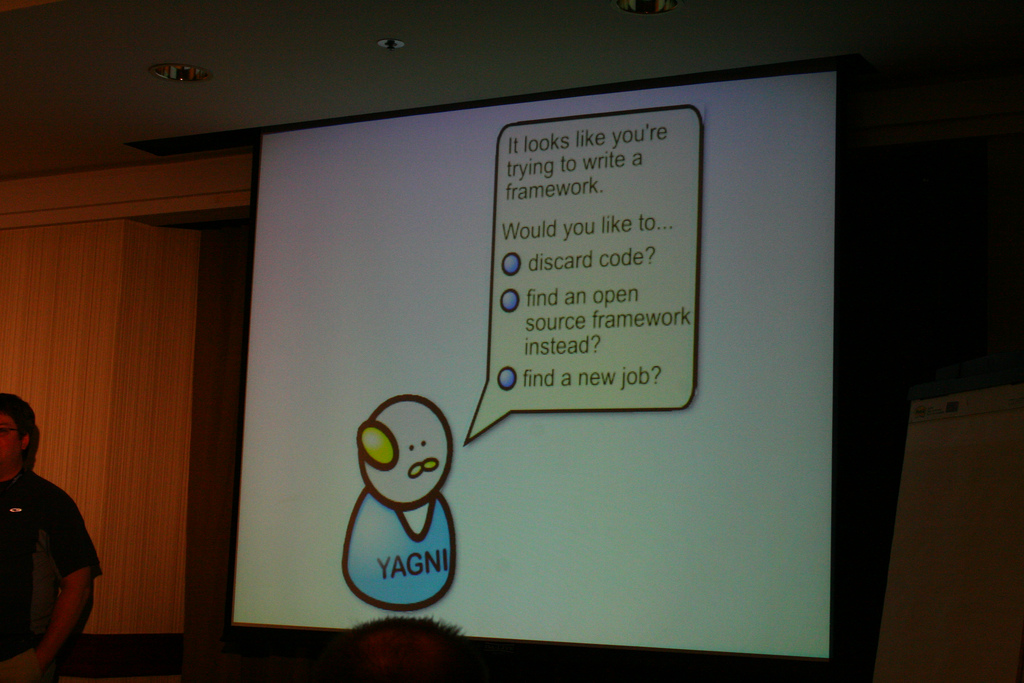 It looks like you're
trying to write a
framework.
Would you like to...
discard code?
find an open
source framework
instead?
find a new job?
YAGNI